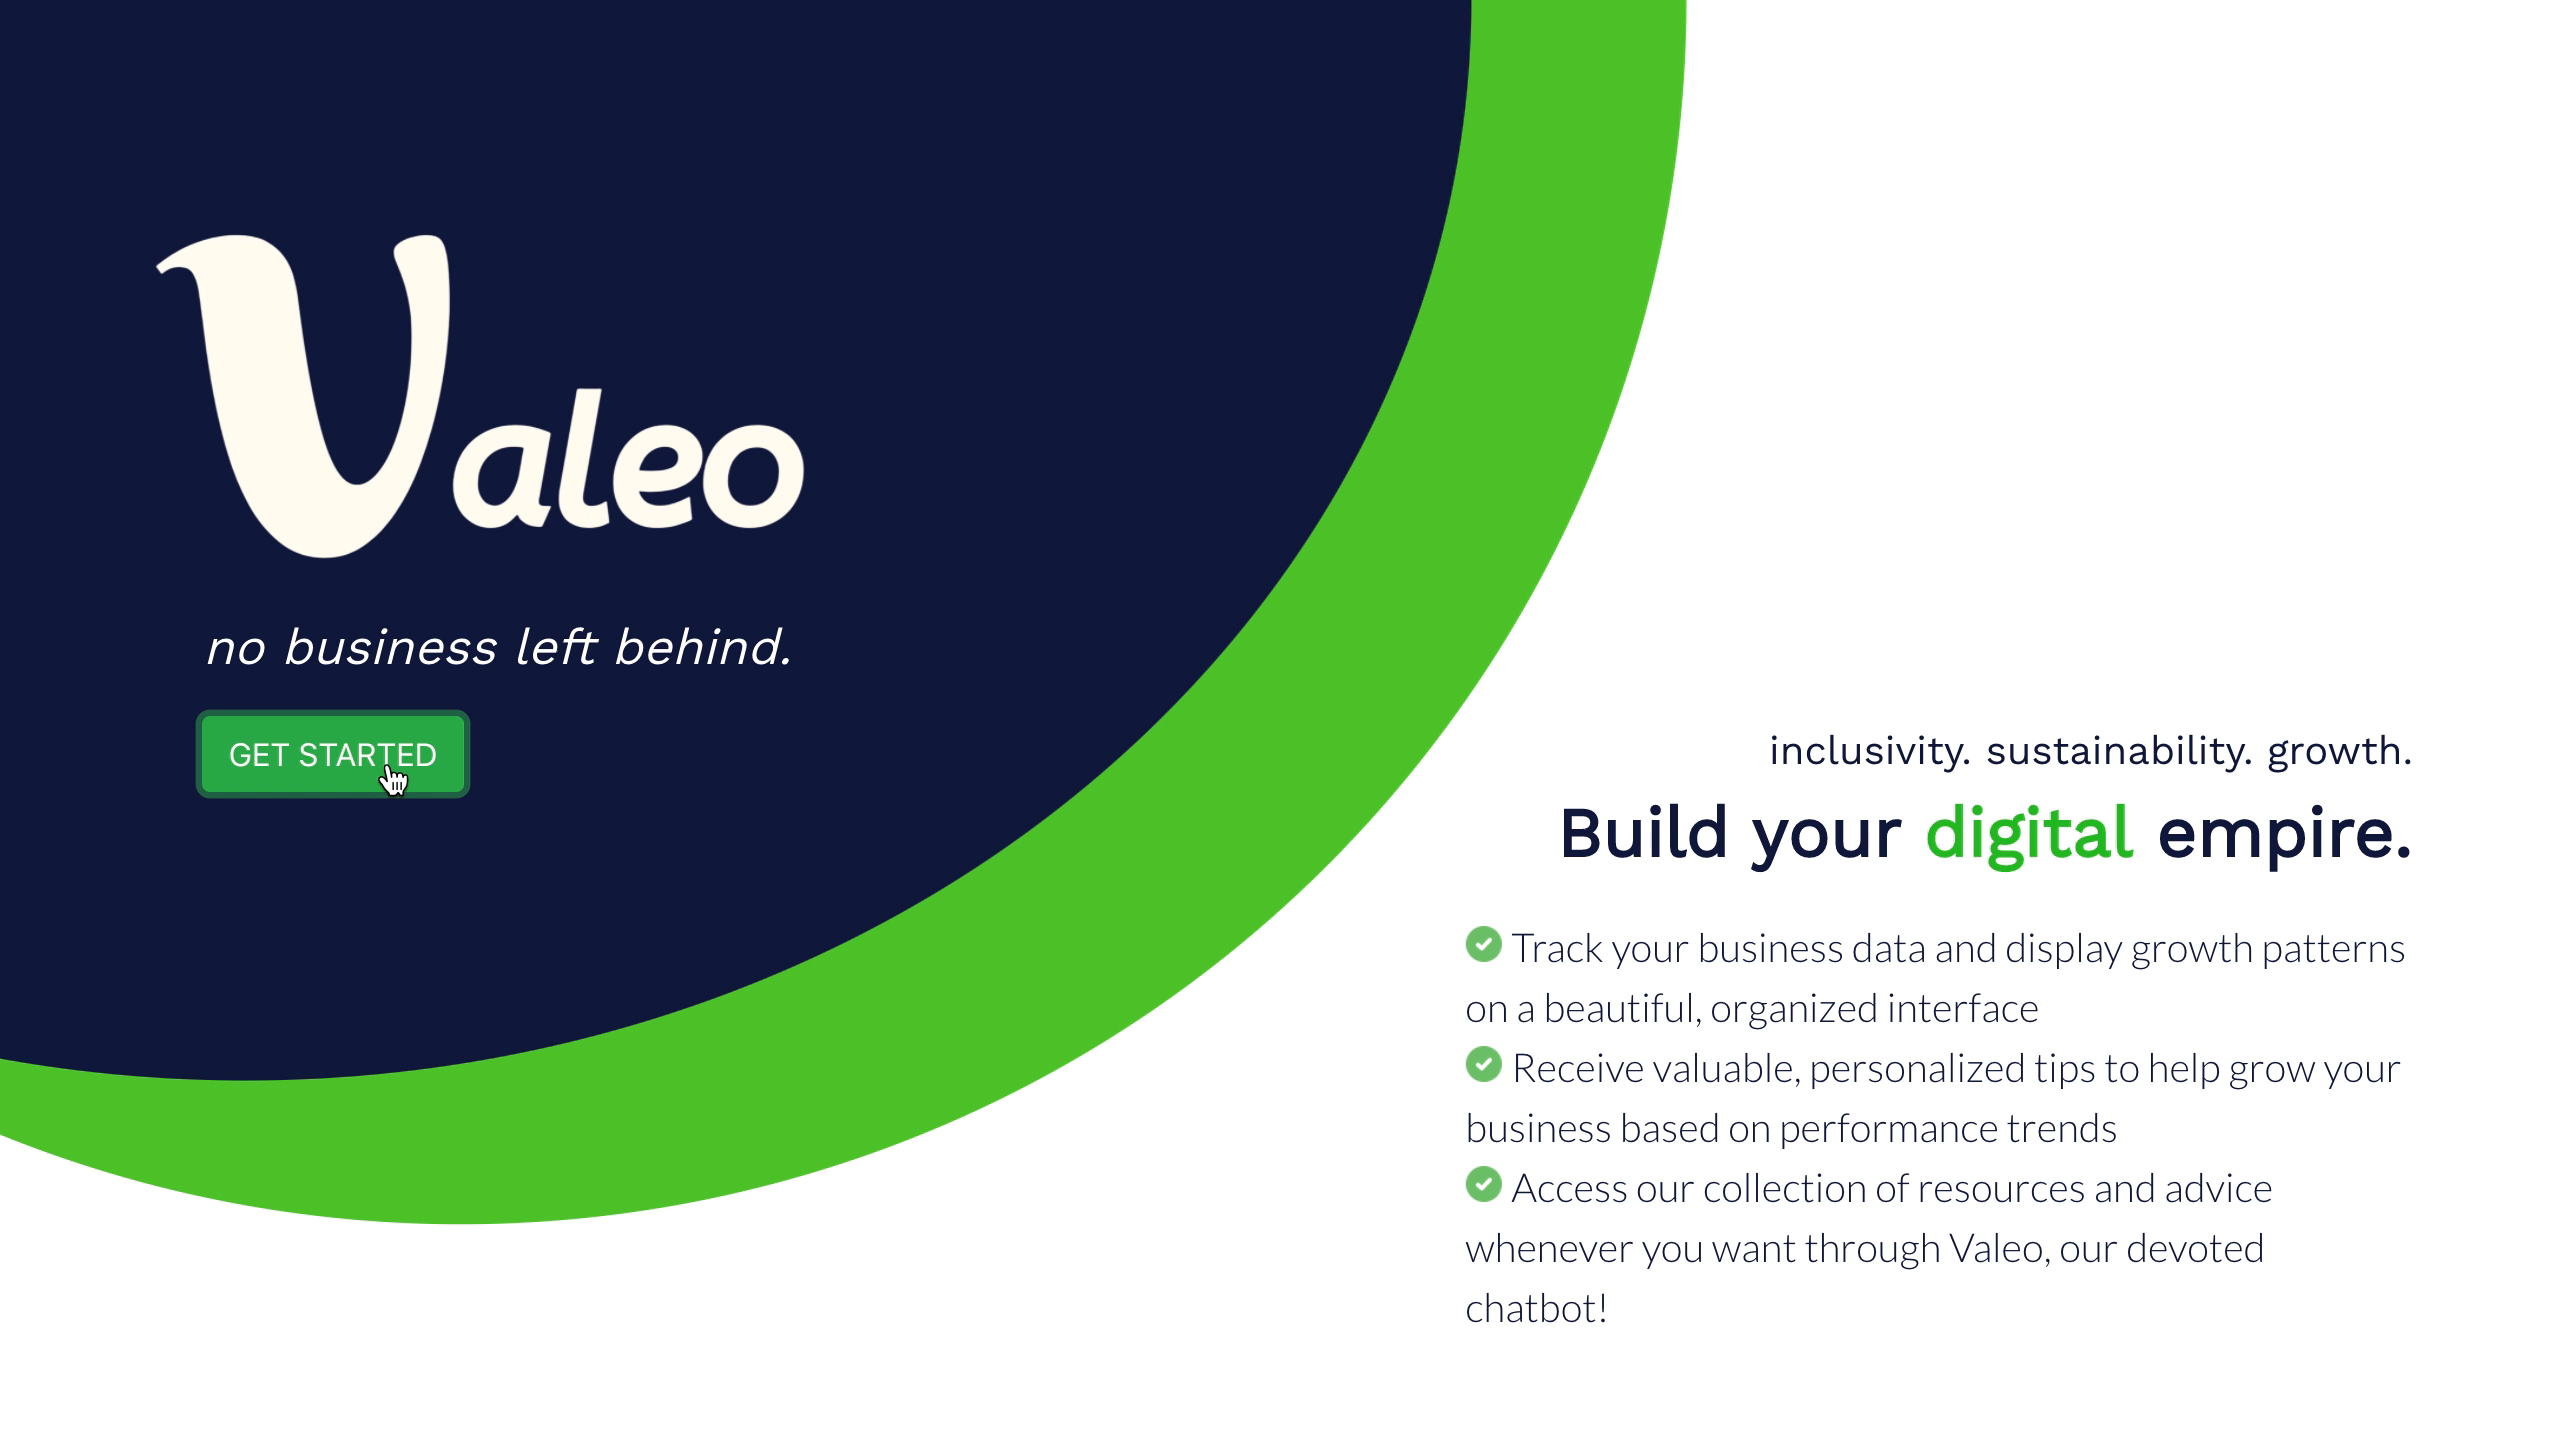 Valeo
no business left behind.
GET STARTED
inclusivity. sustainability. growth.
Build your digital empire.
Track your business data and display growth patterns
on a beautiful, organized interface
Receive valuable, personalized tips to help grow your
business based on performance trends
Access our collection of resources and advice
whenever you want through Valeo, our devoted
chatbot!